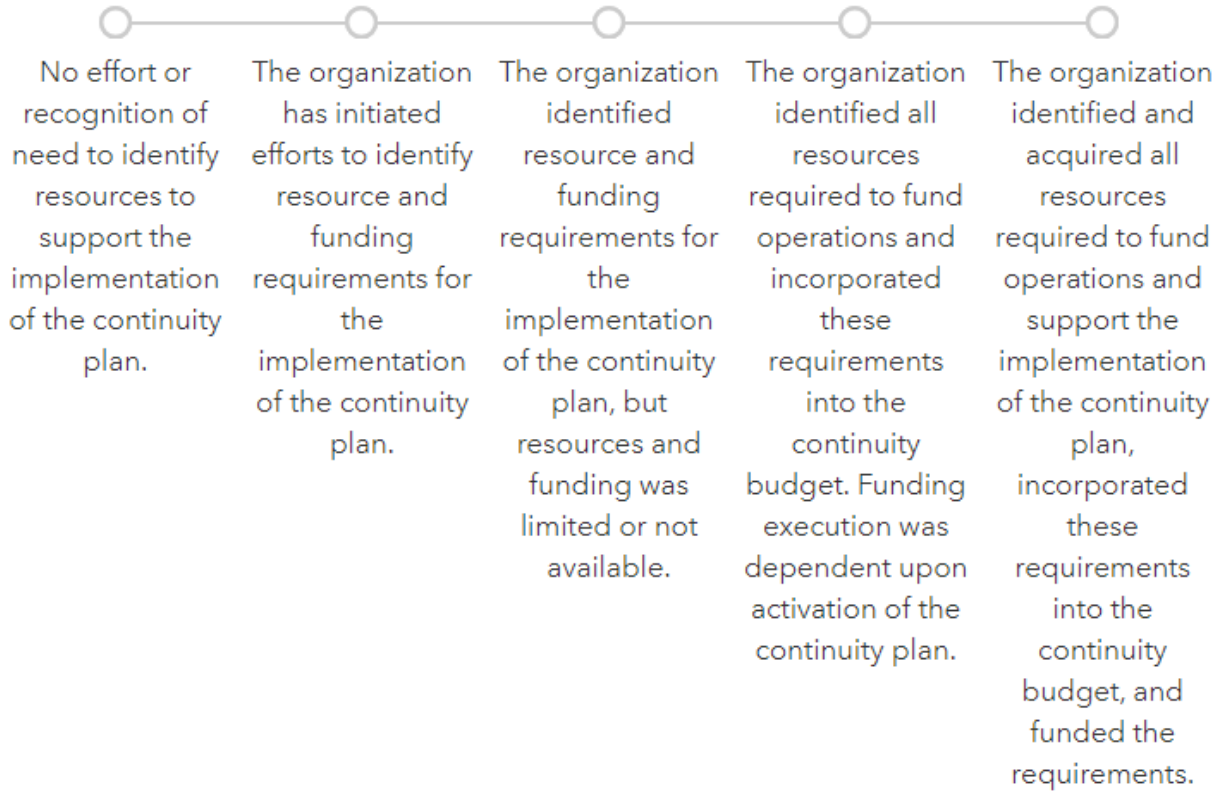 No effort or
recognition of
need to identify
resources to
support the
implementation
of the continuity
plan.
The organization
has initiated
efforts to identify
resource and
funding
requirements for
the
implementation
of the continuity
plan.
The organization
identified
resource and
funding
requirements for
the
implementation
of the continuity
plan, but
resources and
funding was
limited or not
available.
The organization
identified all
resources
required to fund
operations and
incorporated
these
requirements
into the
continuity
budget. Funding
execution was
dependent upon
activation of the
continuity plan.
The organization
identified and
acquired all
resources
required to fund
operations and
support the
implementation
of the continuity
plan,
incorporated
these
requirements
into the
continuity
budget, and
funded the
requirements.